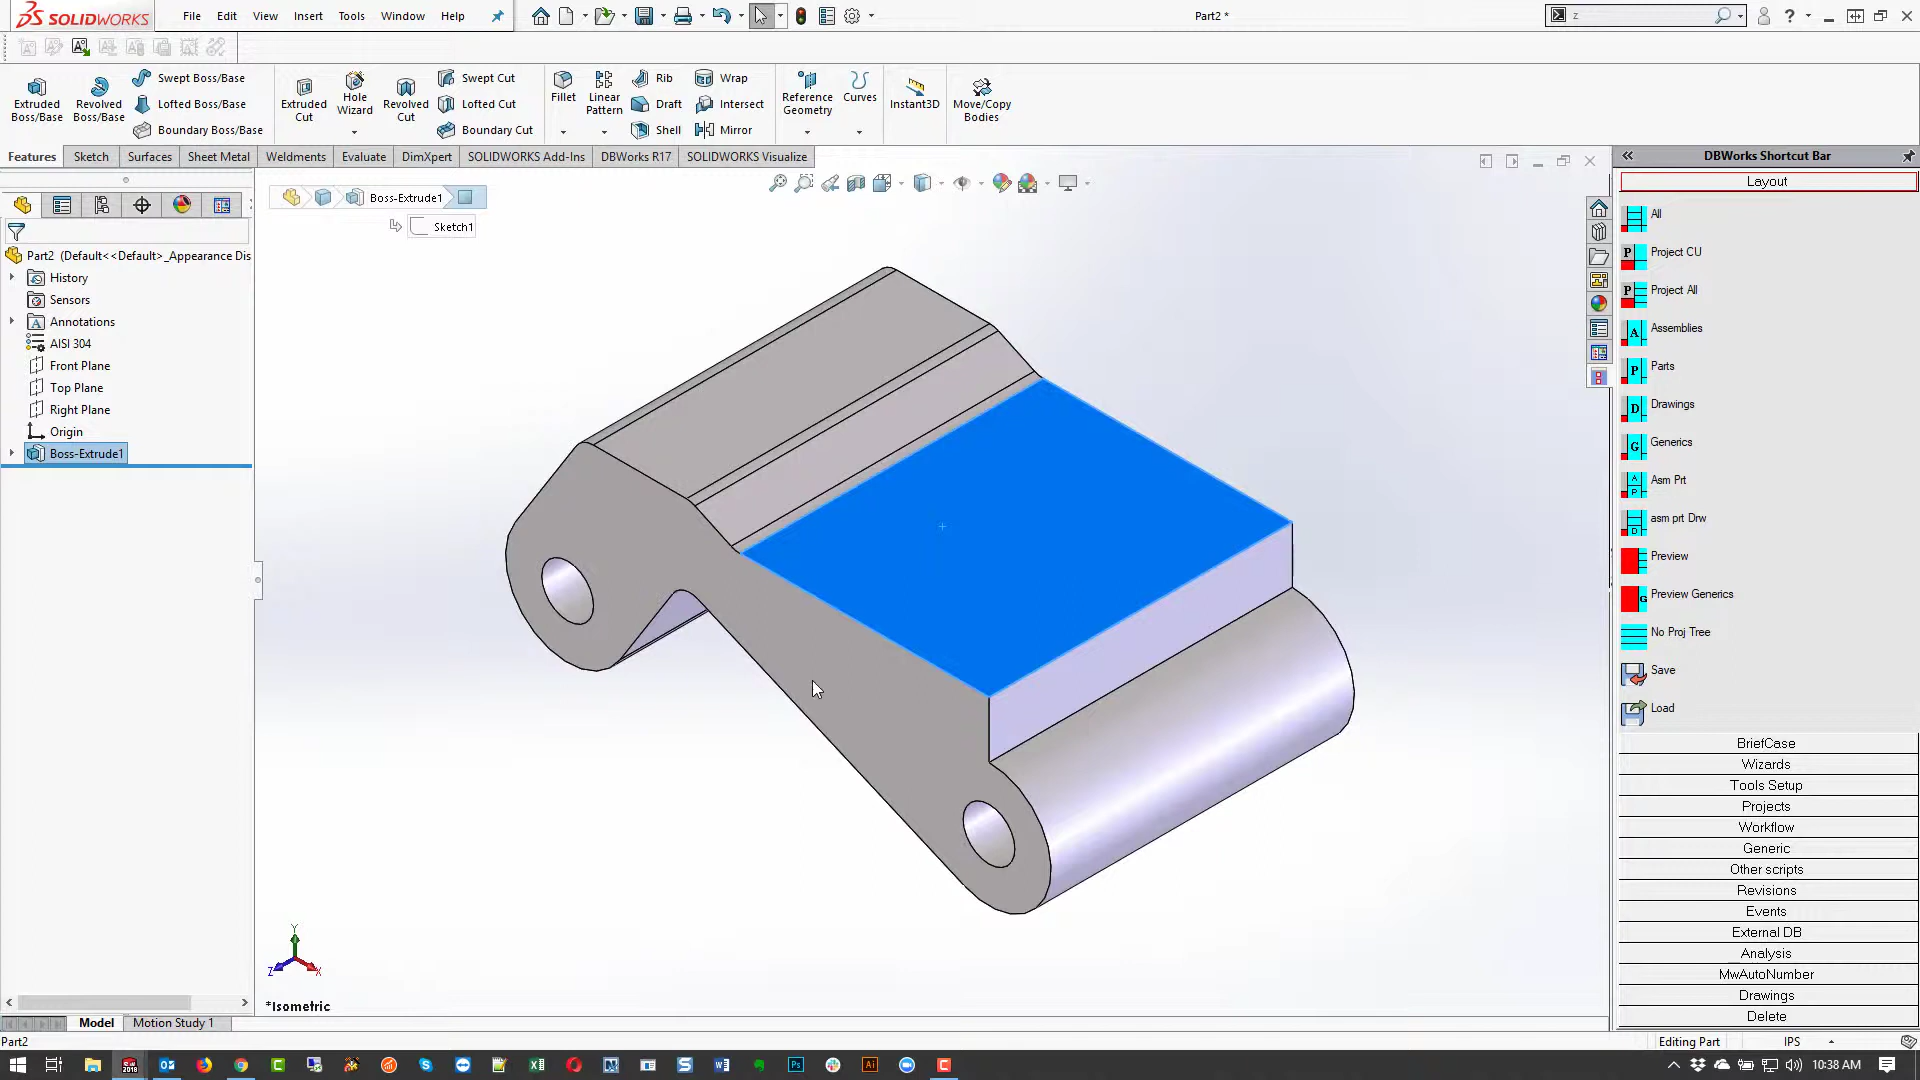 SOLIDWORKS
File Edit View Insert Tools Window Help
Part2 *
z
Extruded Boss/Base
Revolved Boss/Base
Swept Boss/Base
Lofted Boss/Base
Boundary Boss/Base
Extruded Cut
Hole Wizard
Revolved Cut
Swept Cut
Lofted Cut
Boundary Cut
Fillet
Linear Pattern
Rib
Draft
Shell
Wrap
Intersect
Mirror
Reference Geometry
Curves
Instant3D
Move/Copy Bodies
Features Sketch Surfaces Sheet Metal Weldments Evaluate DimXpert SOLIDWORKS Add-Ins DBWorks R17 SOLIDWORKS Visualize
Boss-Extrude1
Sketch1
Part2 (Default<<Default>_Appearance Dis
History
Sensors
Annotations
AISI 304
Front Plane
Top Plane
Right Plane
Origin
Boss-Extrude1
Y
Z
X
*Isometric
DBWorks Shortcut Bar
Layout
All
Project CU
Project All
Assemblies
Parts
Drawings
Generics
Asm Prt
asm prt Drw
Preview
Preview Generics
No Proj Tree
Save
Load
BriefCase
Wizards
Tools Setup
Projects
Workflow
Generic
Other scripts
Revisions
Events
External DB
_Analysis
MwAutoNumber
Drawings
Delete
Model Motion Study 1
Part2
Editing Part
IPS
10:38 AM